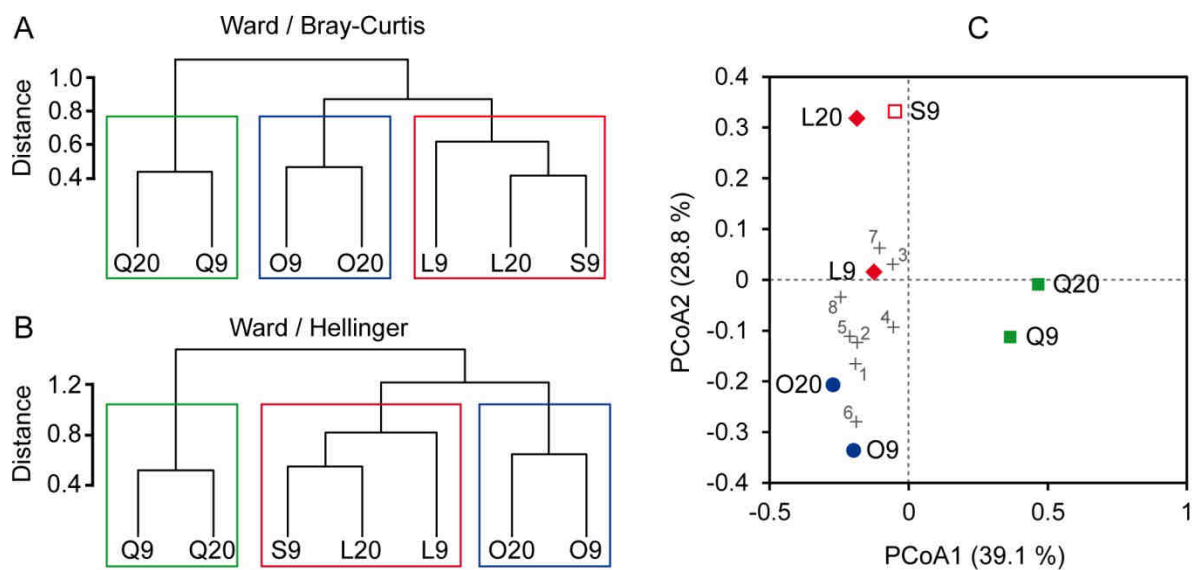 A
Ward / Bray-Curtis
Distance
1.0
0.8
0.6
0.4
Q20 Q9 O9 O20 L9 L20 S9
B
Ward / Hellinger
Distance
1.2
0.8
0.4
Q9 Q20 S9 L20 L9 O20 O9
C
PCoA2 (28.8 %)
0.4
0.3
0.2
0.1
0
-0.1
-0.2
-0.3
-0.4
L20 S9
7
3
L9
Q20
8
4
5 2
Q9
1
O20
6
O9
-0.5 0 0.5 1
PCoA1 (39.1 %)